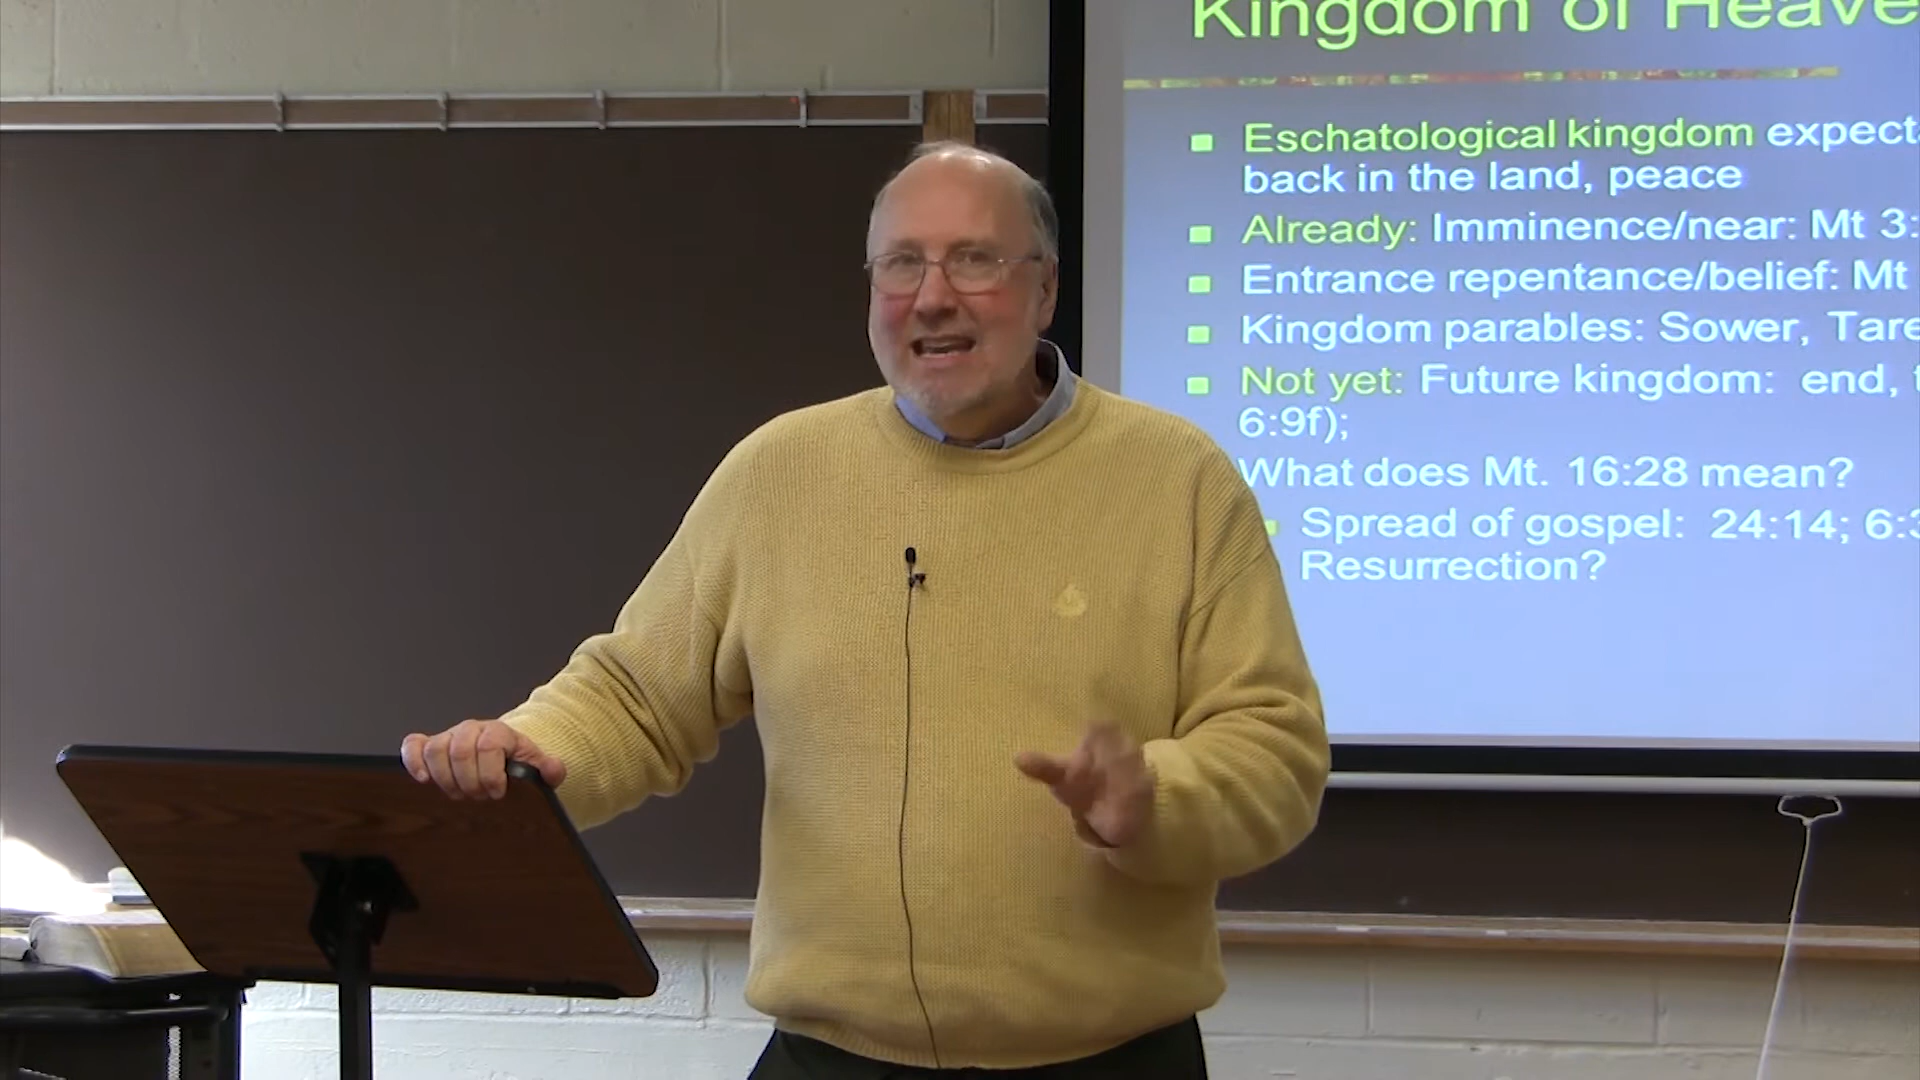 Kingdom of Heave
Eschatological kingdom expect
back in the land, peace
Already: Imminence/near: Mt 3:
Entrance repentance/belief: Mt
Kingdom parables: Sower, Tare
Not yet: Future kingdom: end,
6:9f);
What does Mt. 16:28 mean?
Spread of gospel: 24:14; 6:3
Resurrection?